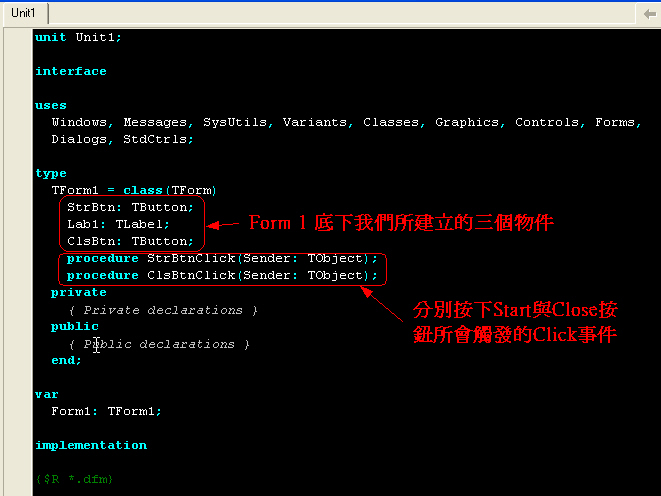 Unit1
unit Unit1;
interface
uses
Windows, Messages, SysUtils, Variants, Classes, Graphics, Controls, Forms,
Dialogs, StdCtrls;
type
TForm1 = class(TForm)
StrBtn: TButton;
Lab1: TLabel;
ClsBtn: TButton;
Form 1 底下我們所建立的三個物件
procedure StrBtnClick(Sender: TObject);
procedure ClsBtnClick(Sender: TObject);
分別按下Start與Close按
鈕所會觸發的Click事件
private
{ Private declarations }
public
{ Public declarations }
end;
var
Form1: TForm1;
implementation
{$R *.dfm}